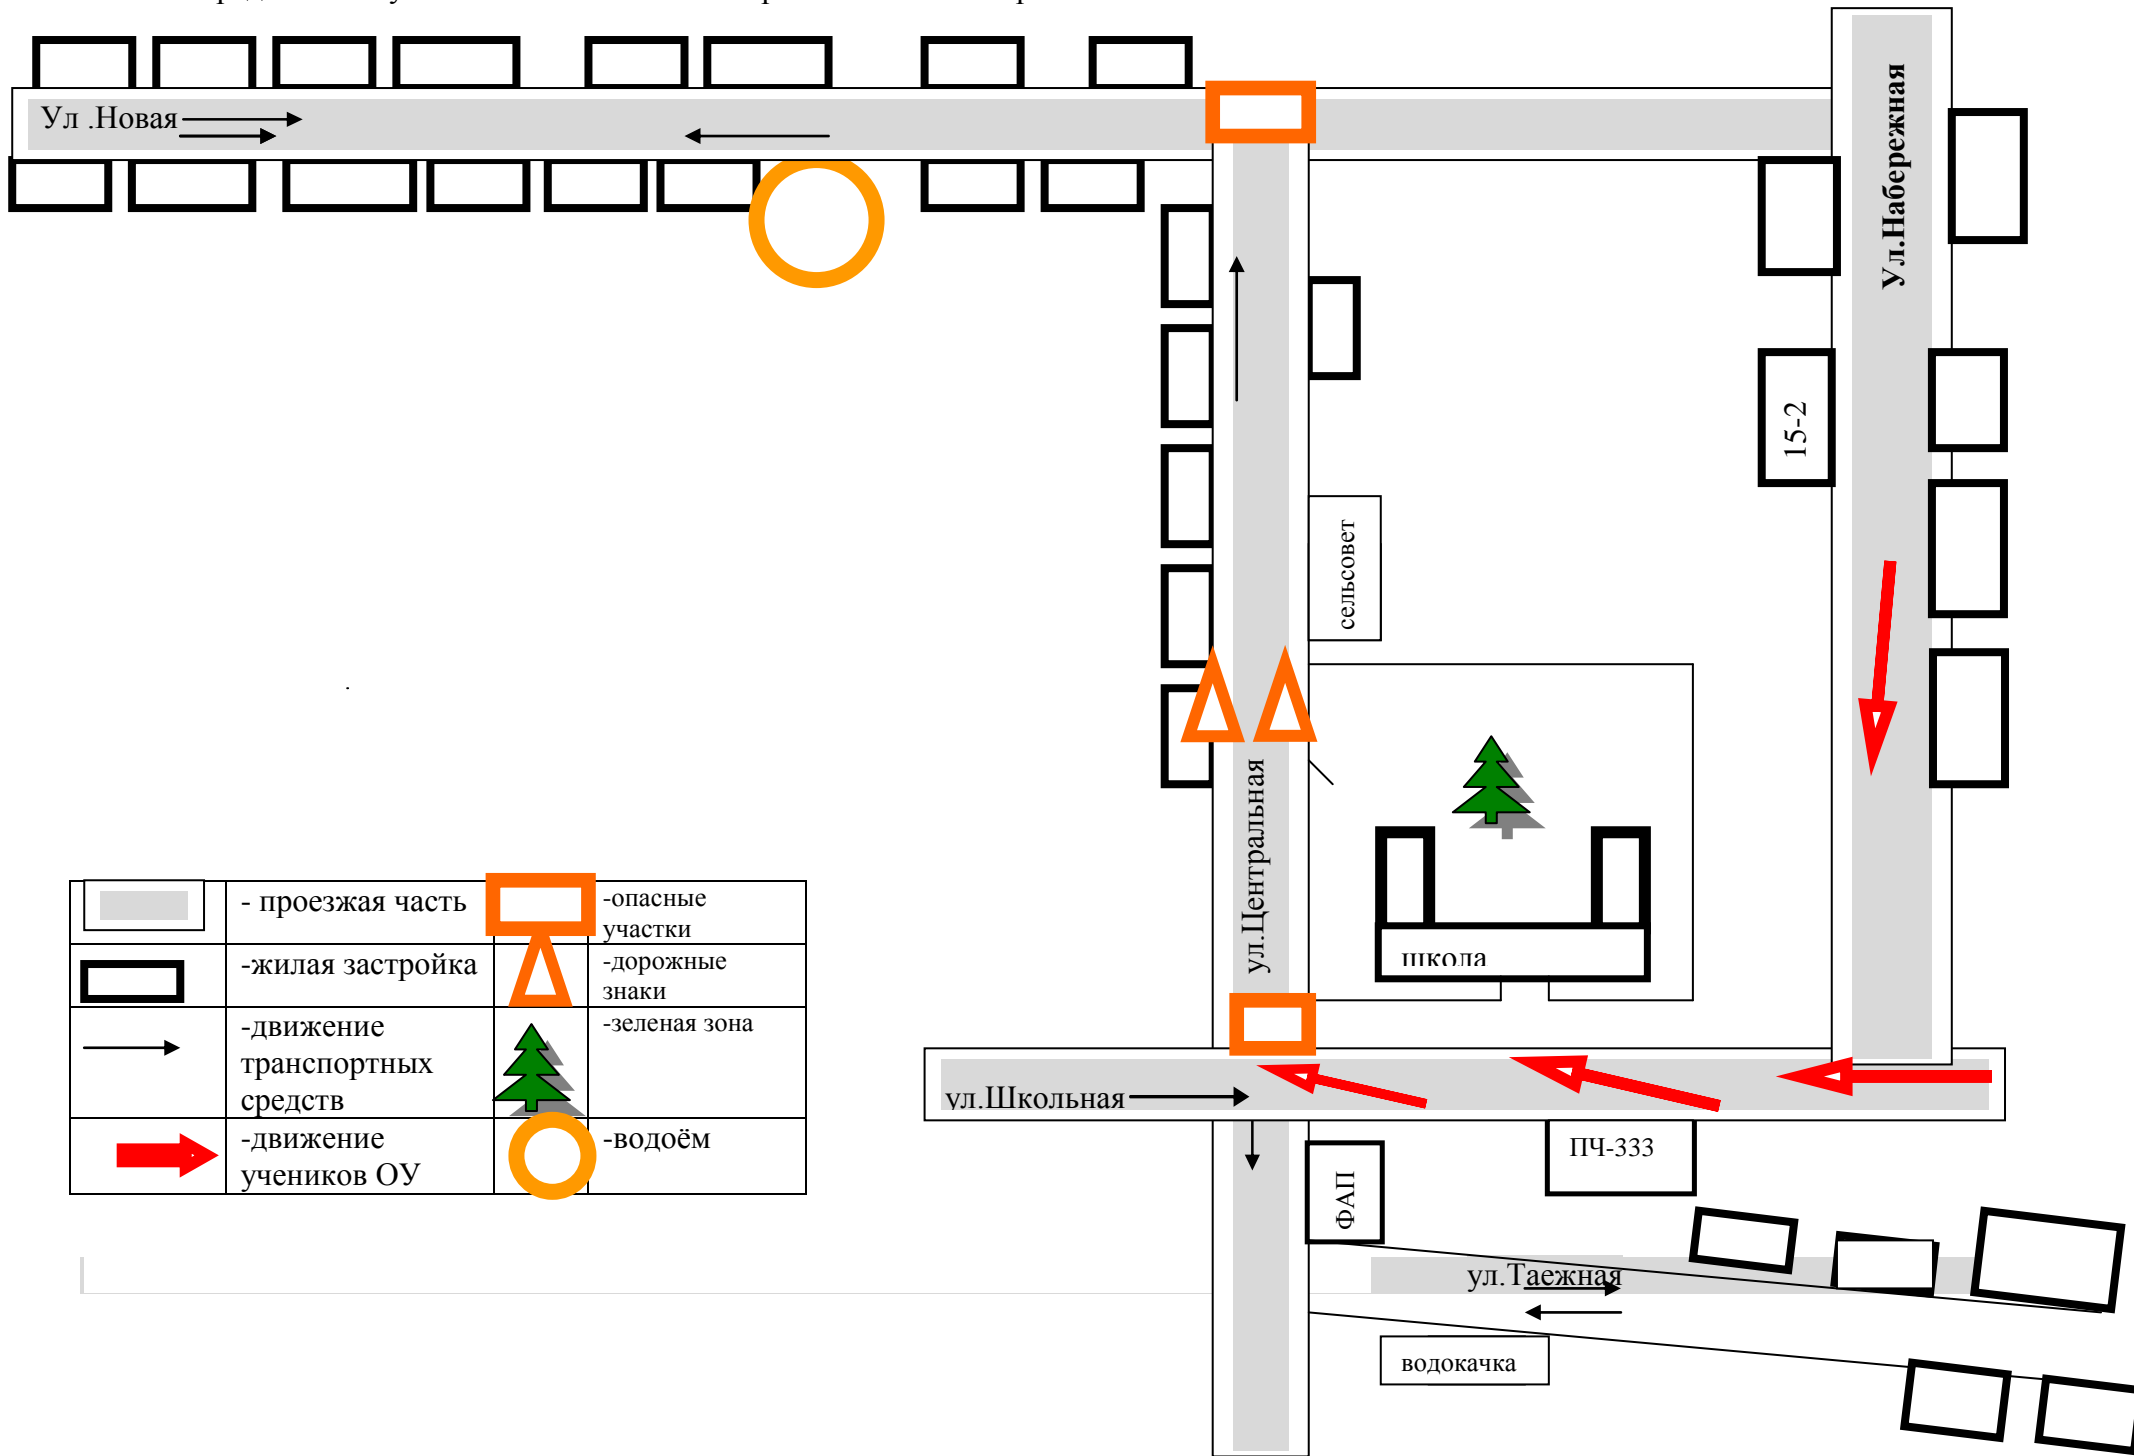 Ул .Новая
Ул.Набережная
15-2
сельсовет
ул.Центральная
школа
- проезжая часть
-опасные
участки
-жилая застройка
-дорожные
знаки
-движение
транспортных
средств
-зеленая зона
-движение
учеников ОУ
-водоём
ул.Школьная
ПЧ-333
ФАП
ул.Таежная
водокачка